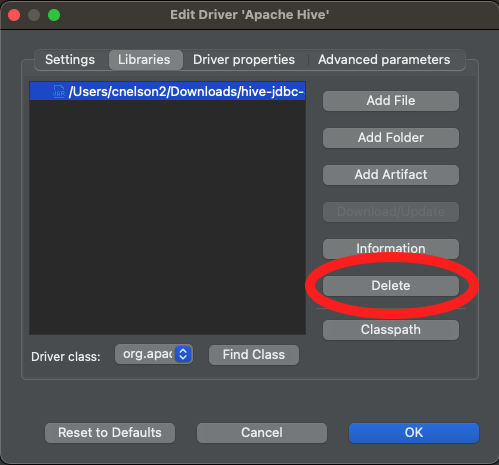 Edit Driver 'Apache Hive'
Settings Libraries Driver properties Advanced parameters
/Users/cnelson2/Downloads/hive-jdbc-
Add File
Add Folder
Add Artifact
Download/Update
Information
Delete
Classpath
Driver class: org.apac Find Class
Reset to Defaults Cancel OK